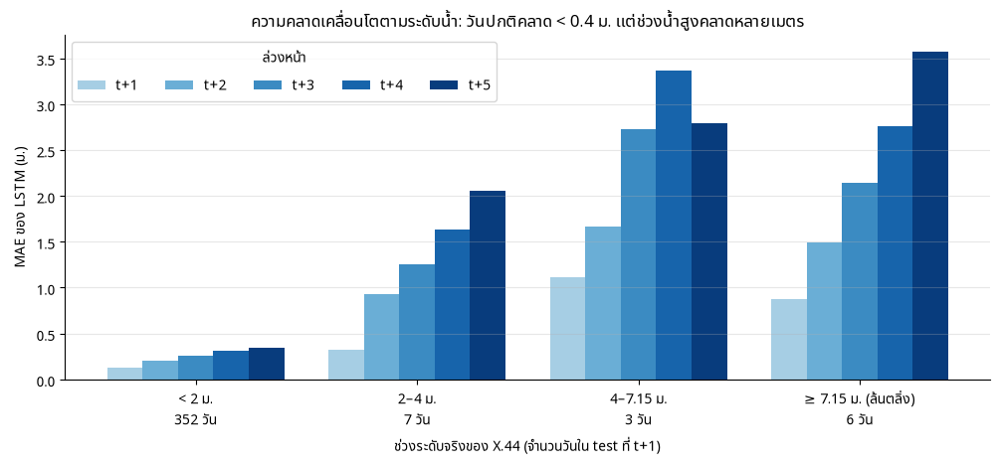 ความคลาดเคลื่อนโตตามระดับน้ำ: วันปกติคลาด < 0.4 ม. แต่ช่วงน้ำสูงคลาดหลายเมตร
ล่วงหน้า
t+1 t+2 t+3 t+4 t+5
MAE ของ LSTM (ม.)
3.5
3.0
2.5
2.0
1.5
1.0
0.5
0.0
< 2 ม. 2–4 ม. 4–7.15 ม. ≥ 7.15 ม. (ล้นตลิ่ง)
352 วัน 7 วัน 3 วัน 6 วัน
ช่วงระดับจริงของ X.44 (จำนวนวันใน test ที่ t+1)